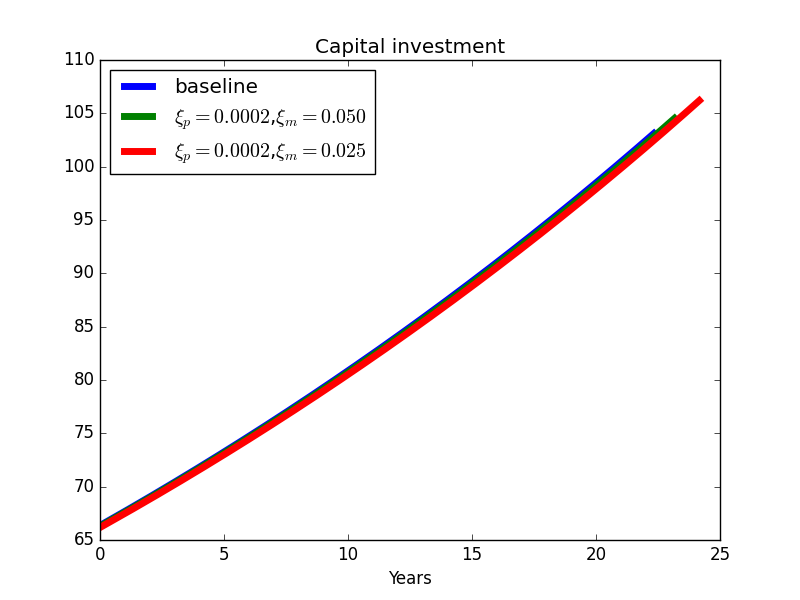 Capital investment
110
105
100
95
90
85
80
75
70
65
baseline
ξp = 0.0002,ξm = 0.050
ξp = 0.0002,ξm = 0.025
0 5 10 15 20 25
Years